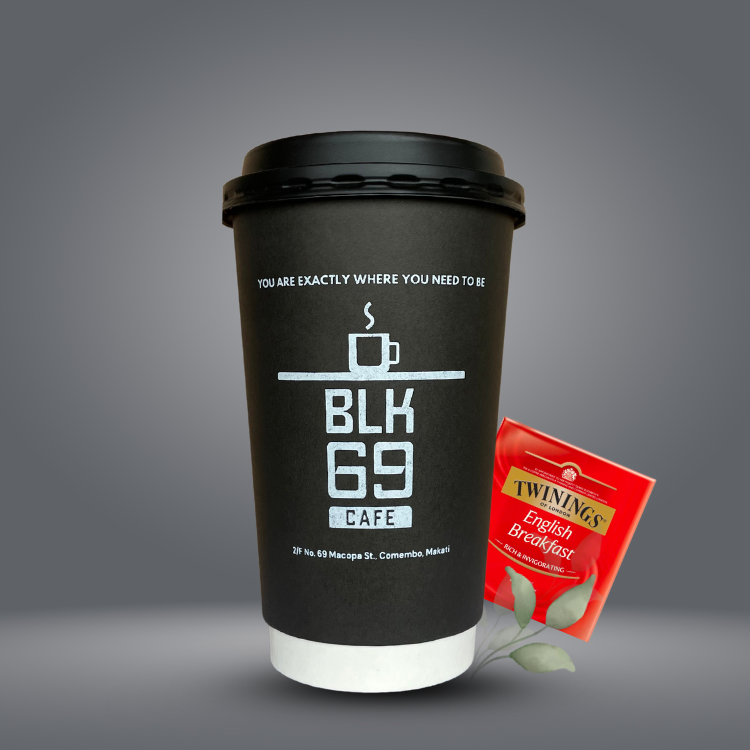 YOU ARE EXACTLY WHERE YOU NEED TO BE
BLK
69
CAFE
2/F No. 69 Macopa St., Comembo, Makati
TWININGS®
OF LONDON
English
Breakfast
RICH & INVIGORATING